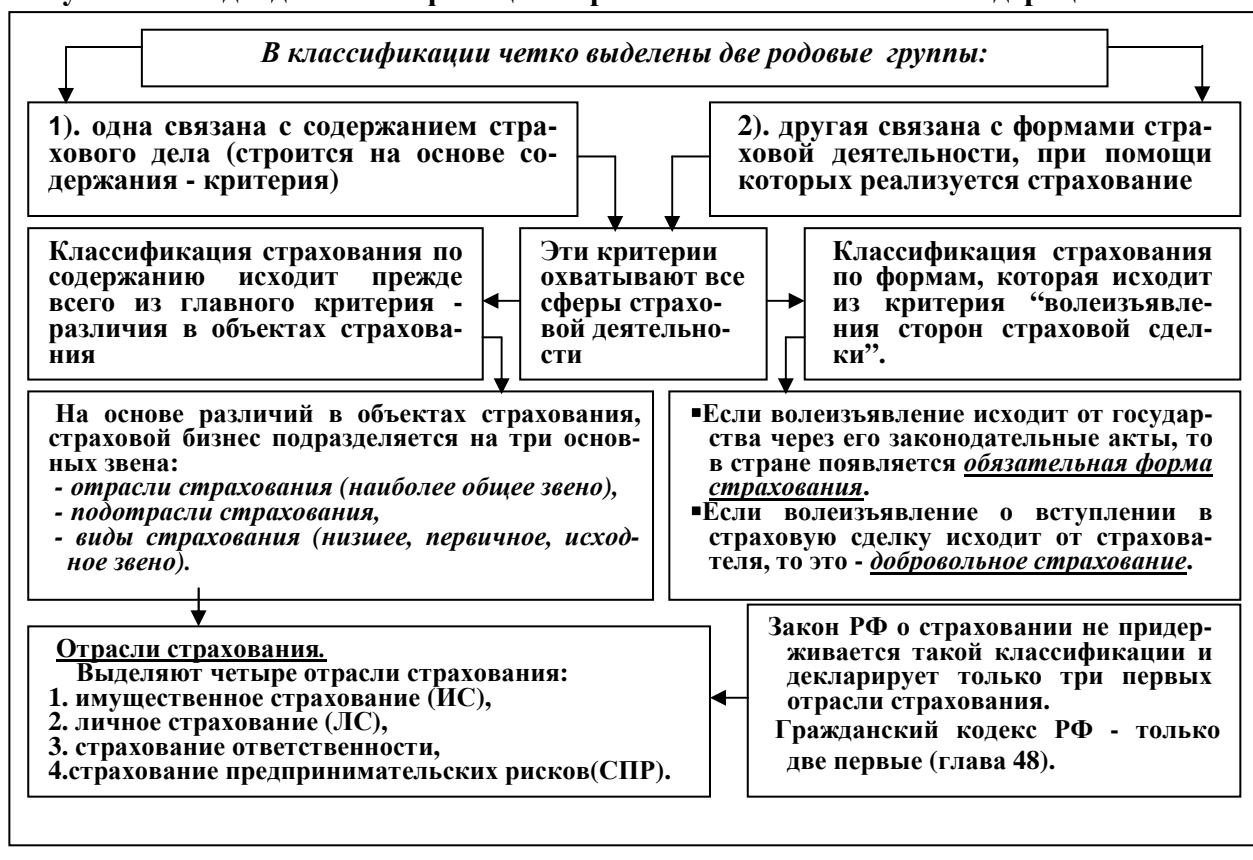 В классификации четко выделены две родовые группы:
1). одна связана с содержанием стра-
хового дела (строится на основе со-
держания - критерия)
2). другая связана с формами стра-
ховой деятельности, при помощи
которых реализуется страхование
Классификация страхования по
содержанию исходит прежде
всего из главного критерия -
различия в объектах страхова-
ния
Эти критерии
охватывают все
сферы страхо-
вой деятельно-
сти
Классификация страхования
по формам, которая исходит
из критерия “волеизъявле-
ния сторон страховой сдел-
ки”.
На основе различий в объектах страхования,
страховой бизнес подразделяется на три основ-
ных звена:
- отрасли страхования (наиболее общее звено),
- подотрасли страхования,
- виды страхования (низшее, первичное, исход-
ное звено).
▪Если волеизъявление исходит от государ-
ства через его законодательные акты, то
в стране появляется обязательная форма
страхования.
▪Если волеизъявление о вступлении в
страховую сделку исходит от страхова-
теля, то это - добровольное страхование.
Отрасли страхования.
Выделяют четыре отрасли страхования:
1. имущественное страхование (ИС),
2. личное страхование (ЛС),
3. страхование ответственности,
4.страхование предпринимательских рисков(СПР).
Закон РФ о страховании не придер-
живается такой классификации и
декларирует только три первых
отрасли страхования.
Гражданский кодекс РФ - только
две первые (глава 48).